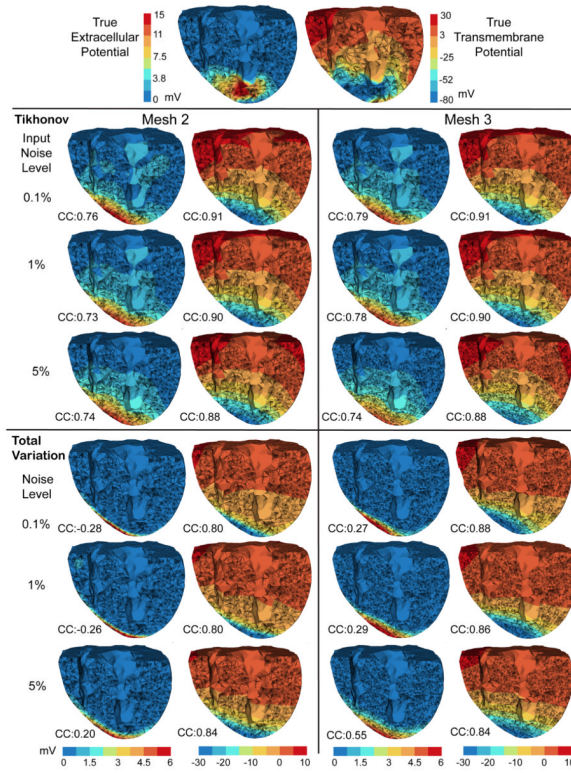 True Extracellular Potential
15
11
7.5
3.8
0
mV
30
3
-25
-52
-80
mV
True Transmembrane Potential
Tikhonov
Mesh 2
Mesh 3
Input Noise Level
0.1%
CC:0.76
CC:0.91
CC:0.79
CC:0.91
1%
CC:0.73
CC:0.90
CC:0.78
CC:0.90
5%
CC:0.74
CC:0.88
CC:0.74
CC:0.88
Total Variation
Noise Level
0.1%
CC:-0.28
CC:0.80
CC:0.27
CC:0.88
1%
CC:-0.26
CC:0.80
CC:0.29
CC:0.86
5%
CC:0.20
CC:0.84
CC:0.55
CC:0.84
mV
0 1.5 3 4.5 6
-30 -20 -10 0 10
0 1.5 3 4.5 6
-30 -20 -10 0 10